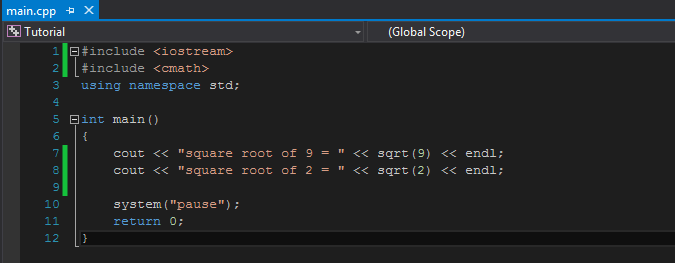 main.cpp
Tutorial (Global Scope)
1 #include <iostream>
2 #include <cmath>
3 using namespace std;
4
5 int main()
6 {
7 cout << "square root of 9 = " << sqrt(9) << endl;
8 cout << "square root of 2 = " << sqrt(2) << endl;
9
10 system("pause");
11 return 0;
12 }